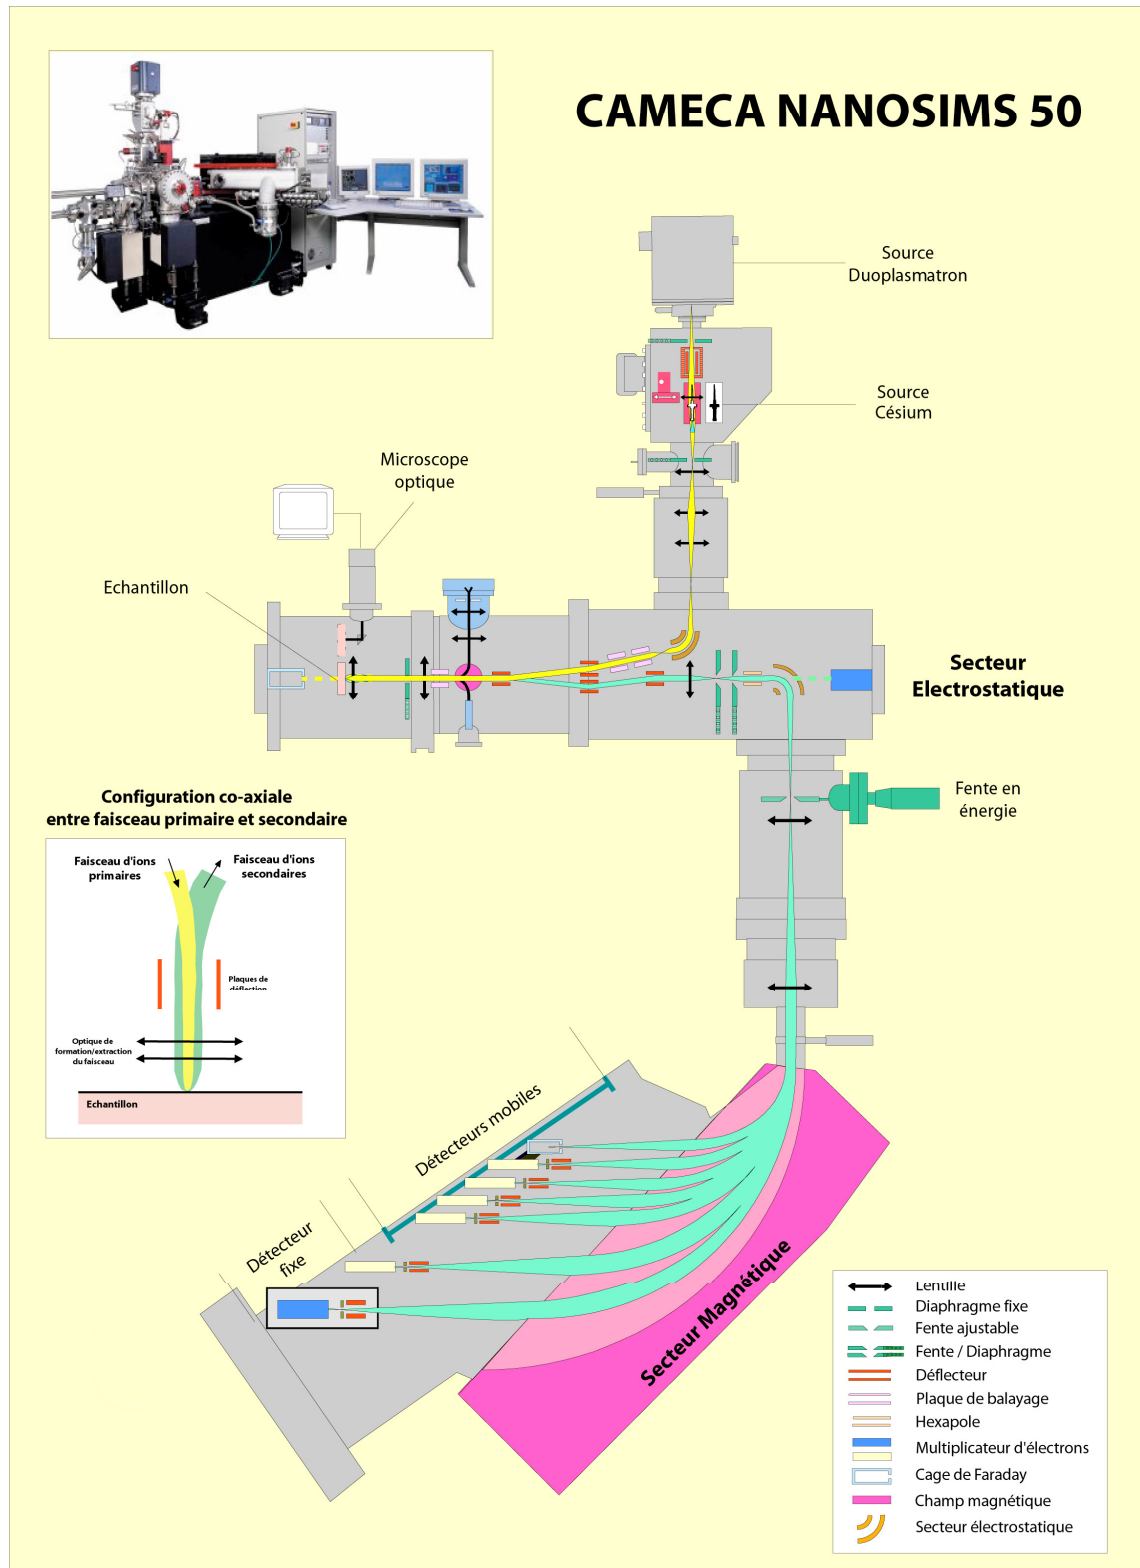 CAMECA NANOSIMS 50
Source
Duoplasmatron
Source
Césium
Microscope
optique
Echantillon
Secteur
Electrostatique
Fente en
énergie
Configuration co-axiale
entre faisceau primaire et secondaire
Faisceau d'ions
primaires
Faisceau d'ions
secondaires
Plaques de
déflection
Optique de
formation/extraction
du faisceau
Echantillon
Détecteurs mobiles
Détecteur
fixe
Secteur Magnétique
Lentille
Diaphragme fixe
Fente ajustable
Fente / Diaphragme
Déflecteur
Plaque de balayage
Hexapole
Multiplicateur d'électrons
Cage de Faraday
Champ magnétique
Secteur électrostatique